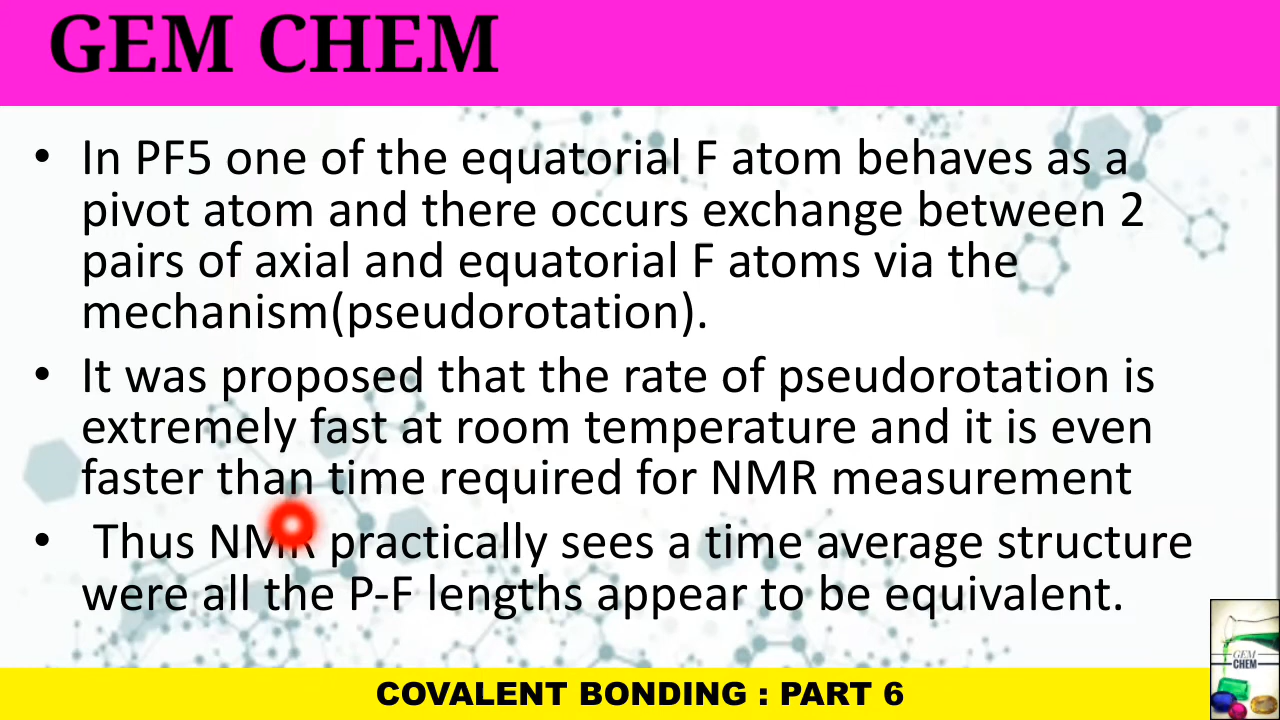 GEM CHEM
• In PF5 one of the equatorial F atom behaves as a
pivot atom and there occurs exchange between 2
pairs of axial and equatorial F atoms via the
mechanism(pseudorotation).
• It was proposed that the rate of pseudorotation is
extremely fast at room temperature and it is even
faster than time required for NMR measurement
• Thus NMR practically sees a time average structure
were all the P-F lengths appear to be equivalent.
GEM
CHEM
COVALENT BONDING : PART 6